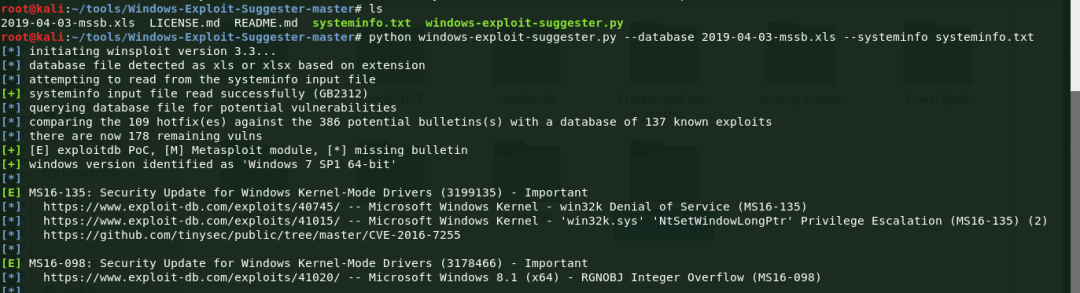 root@kali:~/tools/Windows-Exploit-Suggester-master# ls
2019-04-03-mssb.xls  LICENSE.md  README.md  systeminfo.txt  windows-exploit-suggester.py
root@kali:~/tools/Windows-Exploit-Suggester-master# python windows-exploit-suggester.py --database 2019-04-03-mssb.xls --systeminfo systeminfo.txt
[*] initiating winsploit version 3.3...
[*] database file detected as xls or xlsx based on extension
[*] attempting to read from the systeminfo input file
[+] systeminfo input file read successfully (GB2312)
[*] querying database file for potential vulnerabilities
[*] comparing the 109 hotfix(es) against the 386 potential bulletins(s) with a database of 137 known exploits
[*] there are now 178 remaining vulns
[+] [E] exploitdb PoC, [M] Metasploit module, [*] missing bulletin
[+] windows version identified as 'Windows 7 SP1 64-bit'
[*]
[E] MS16-135: Security Update for Windows Kernel-Mode Drivers (3199135) - Important
[*]   https://www.exploit-db.com/exploits/40745/ -- Microsoft Windows Kernel - win32k Denial of Service (MS16-135)
[*]   https://www.exploit-db.com/exploits/41015/ -- Microsoft Windows Kernel - 'win32k.sys' 'NtSetWindowLongPtr' Privilege Escalation (MS16-135) (2)
[*]   https://github.com/tinysec/public/tree/master/CVE-2016-7255
[*]
[E] MS16-098: Security Update for Windows Kernel-Mode Drivers (3178466) - Important
[*]   https://www.exploit-db.com/exploits/41020/ -- Microsoft Windows 8.1 (x64) - RGNOBJ Integer Overflow (MS16-098)
[*]